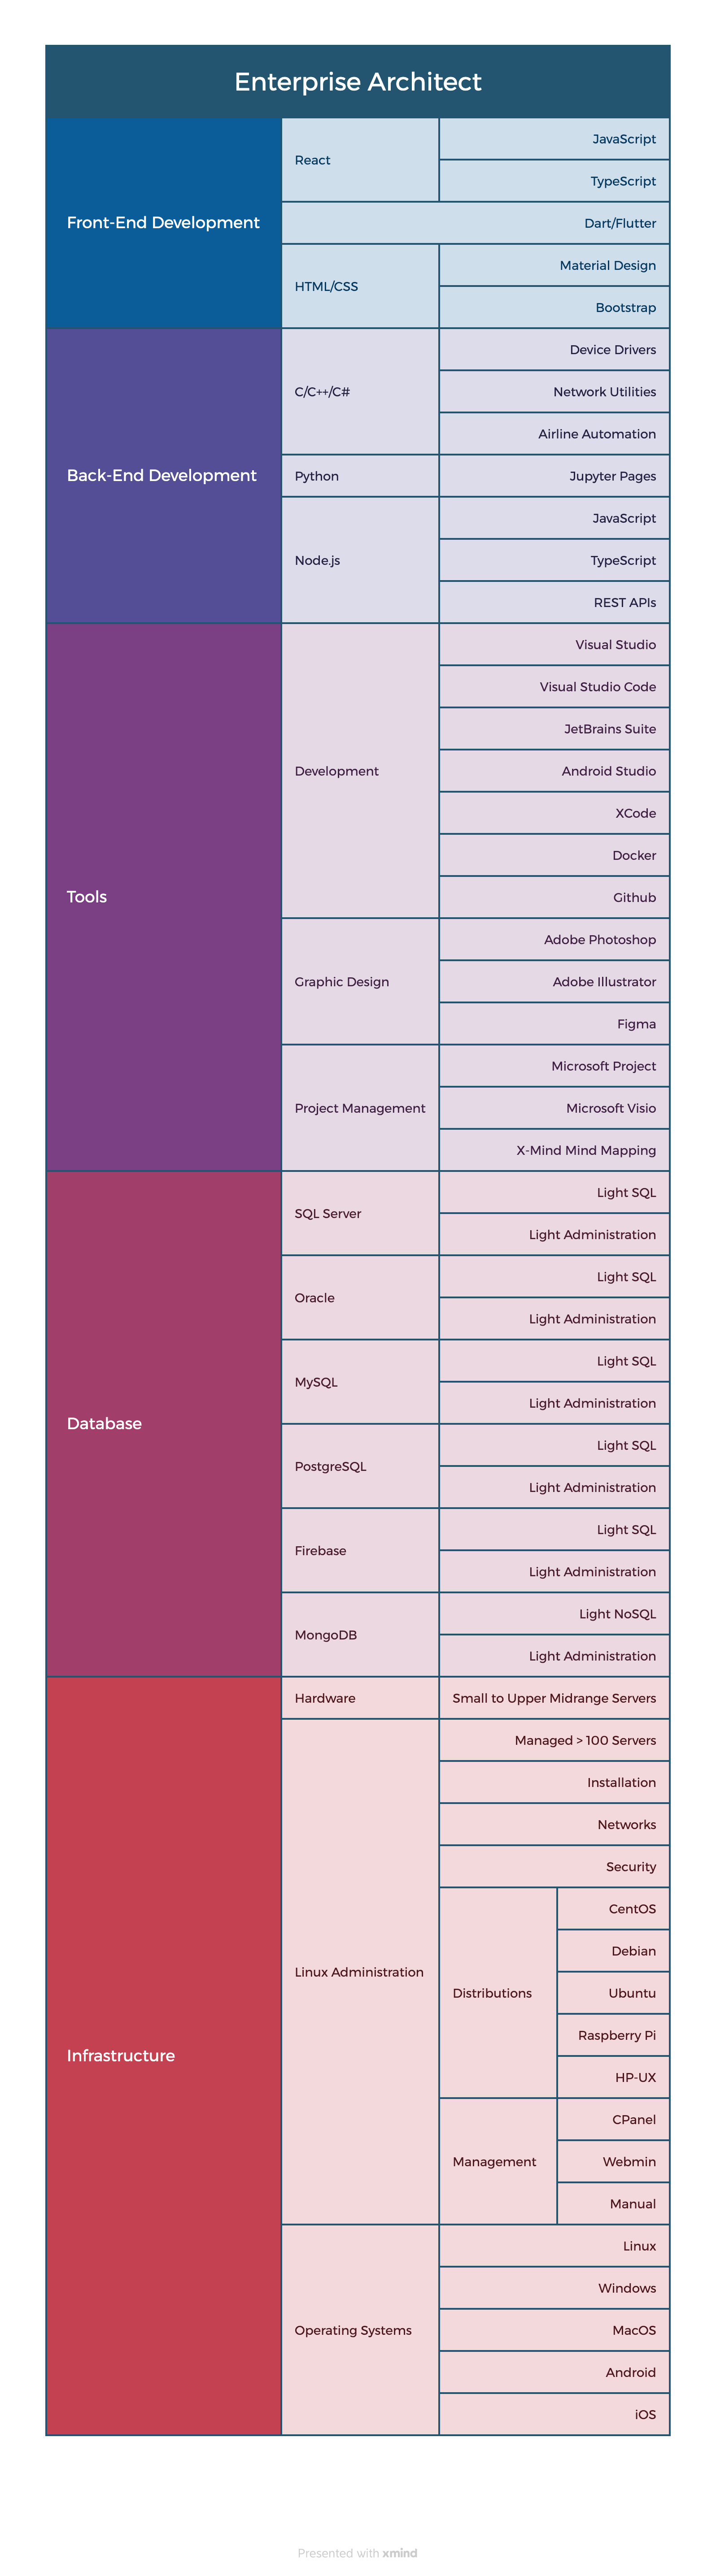 Enterprise Architect
Front-End Development
React
JavaScript
TypeScript
Dart/Flutter
HTML/CSS
Material Design
Bootstrap
Back-End Development
C/C++/C#
Device Drivers
Network Utilities
Airline Automation
Python
Jupyter Pages
Node.js
JavaScript
TypeScript
REST APIs
Tools
Development
Visual Studio
Visual Studio Code
JetBrains Suite
Android Studio
XCode
Docker
Github
Graphic Design
Adobe Photoshop
Adobe Illustrator
Figma
Project Management
Microsoft Project
Microsoft Visio
X-Mind Mind Mapping
Database
SQL Server
Light SQL
Light Administration
Oracle
Light SQL
Light Administration
MySQL
Light SQL
Light Administration
PostgreSQL
Light SQL
Light Administration
Firebase
Light SQL
Light Administration
MongoDB
Light NoSQL
Light Administration
Infrastructure
Hardware
Small to Upper Midrange Servers
Linux Administration
Managed > 100 Servers
Installation
Networks
Security
Distributions
CentOS
Debian
Ubuntu
Raspberry Pi
HP-UX
Management
CPanel
Webmin
Manual
Operating Systems
Linux
Windows
MacOS
Android
iOS
Presented with xmind